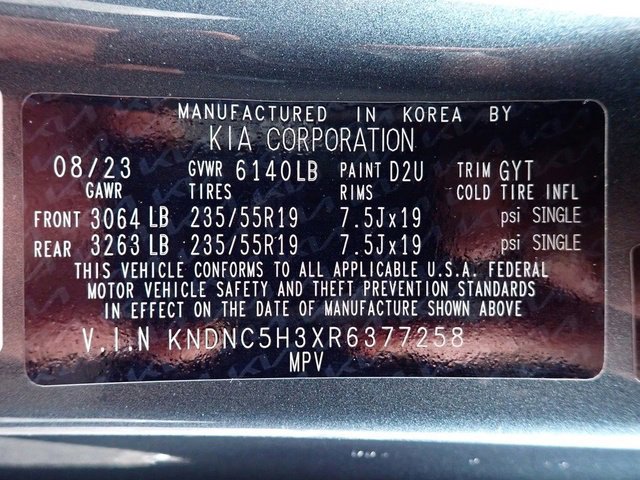 MANUFACTURED IN KOREA BY
KIA CORPORATION
08/23 GVWR 6140LB PAINT D2U TRIM GYT
GAWR TIRES RIMS COLD TIRE INFL
FRONT 3064 LB 235/55R19 7.5Jx19 psi SINGLE
REAR 3263 LB 235/55R19 7.5Jx19 psi SINGLE
THIS VEHICLE CONFORMS TO ALL APPLICABLE U.S.A. FEDERAL
MOTOR VEHICLE SAFETY AND THEFT PREVENTION STANDARDS
IN EFFECT ON THE DATE OF MANUFACTURE SHOWN ABOVE
V.I.N KNDNC5H3XR6377258
MPV